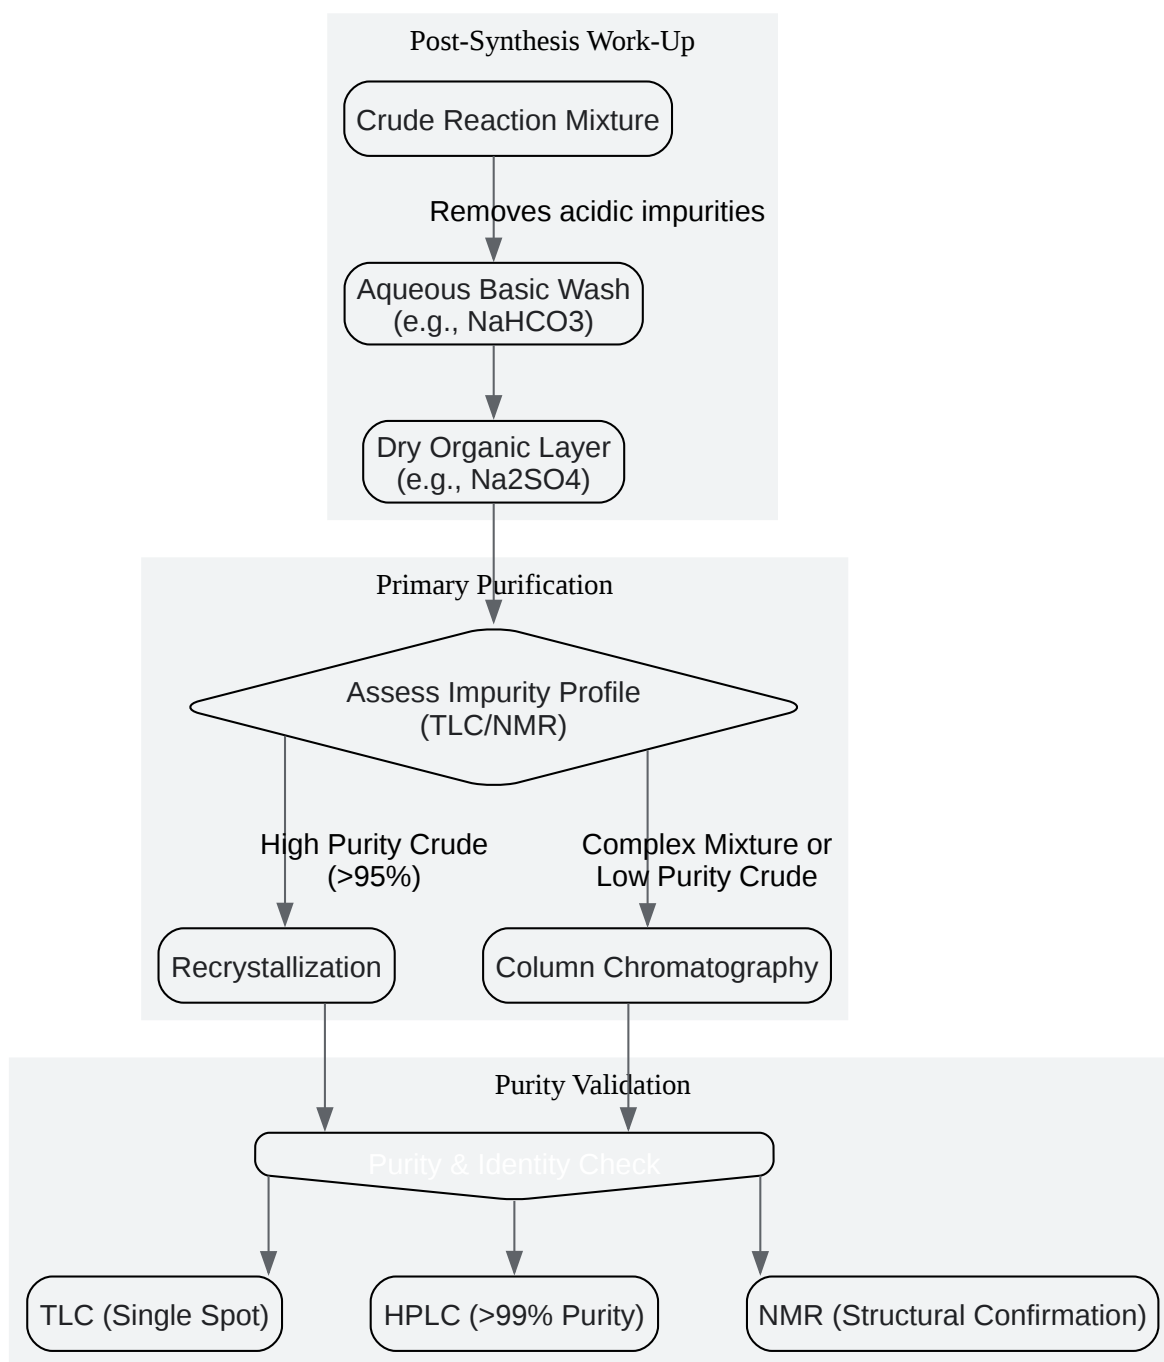 Post-Synthesis Work-Up
Crude Reaction Mixture
Removes acidic impurities
Aqueous Basic Wash
(e.g., NaHCO3)
Dry Organic Layer
(e.g., Na2SO4)
Primary Purification
Assess Impurity Profile
(TLC/NMR)
High Purity Crude
(>95%)
Complex Mixture or
Low Purity Crude
Recrystallization
Column Chromatography
Purity Validation
Purity & Identity Check
TLC (Single Spot)
HPLC (>99% Purity)
NMR (Structural Confirmation)